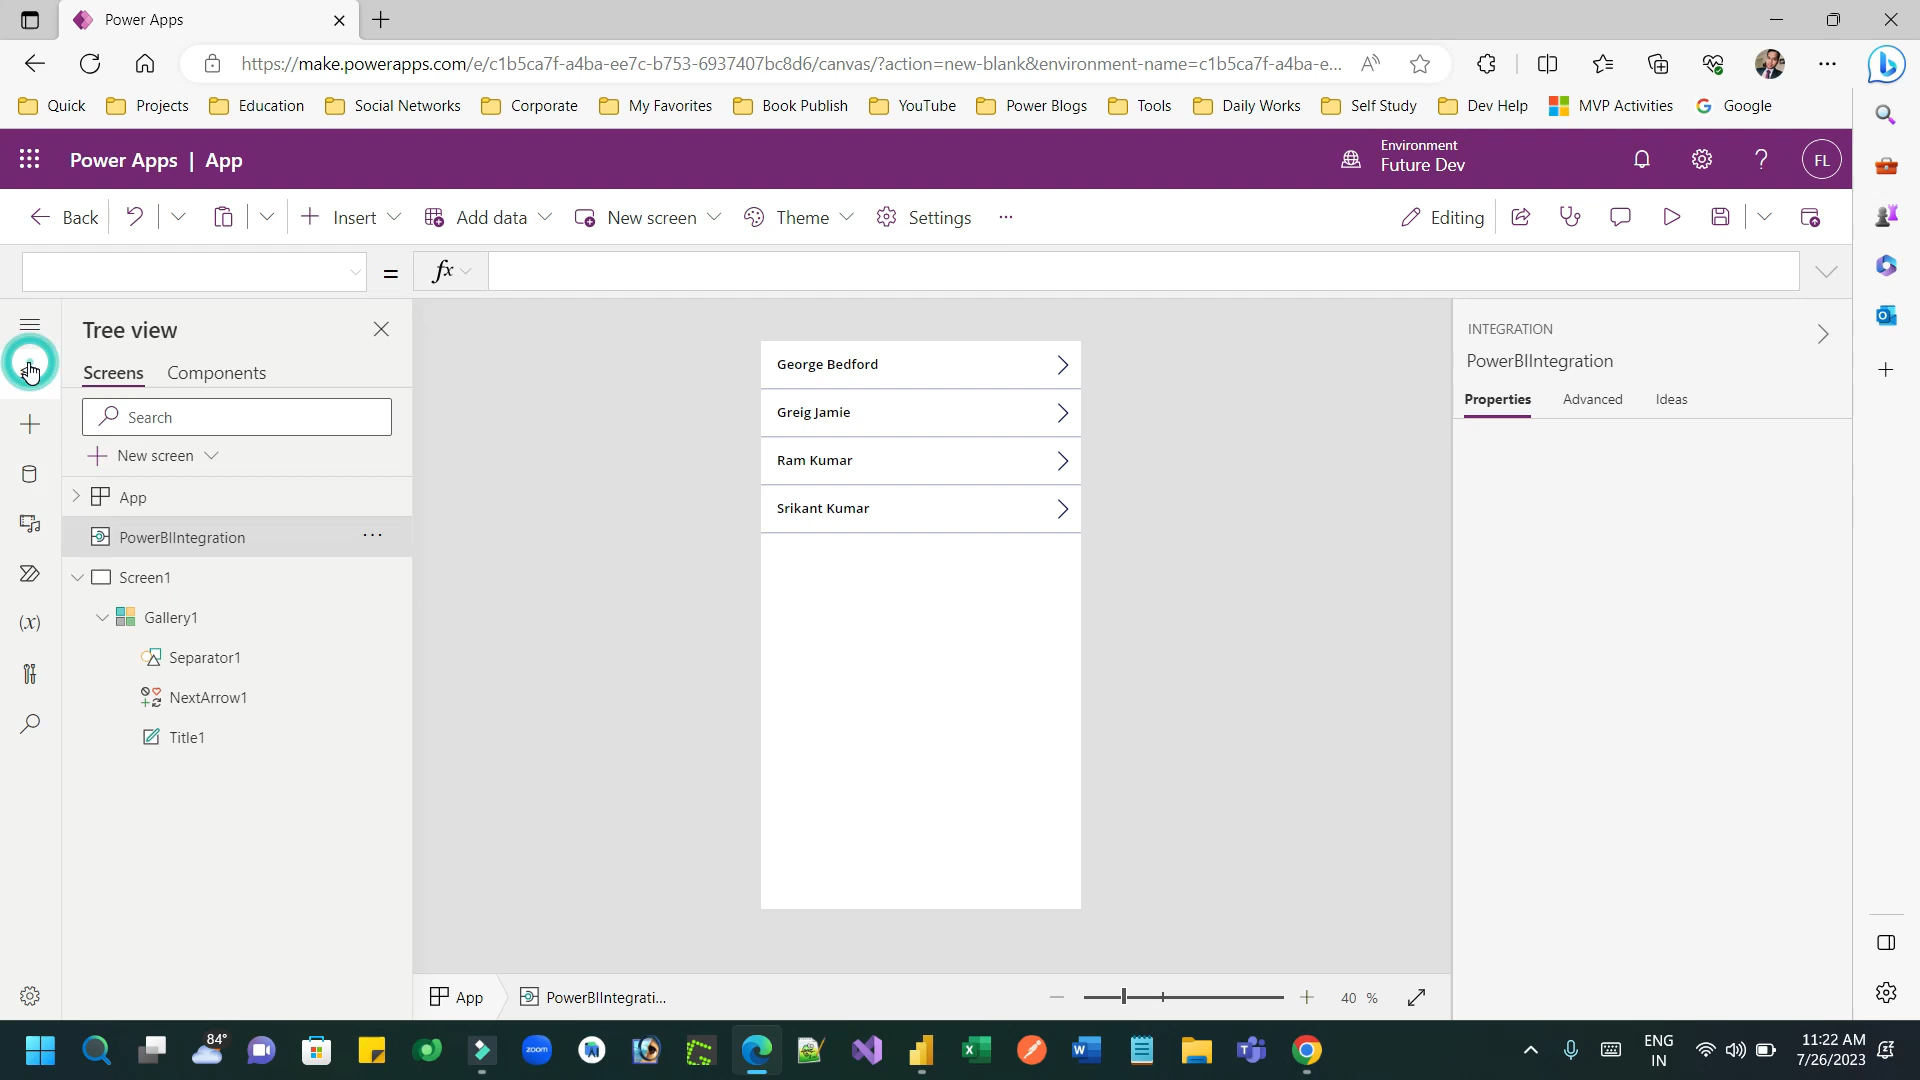 Power Apps
https://make.powerapps.com/e/c1b5ca7f-a4ba-ee7c-b753-6937407bc8d6/canvas/?action=new-blank&environment-name=c1b5ca7f-a4ba-e...
Quick Projects Education Social Networks Corporate My Favorites Book Publish YouTube Power Blogs Tools Daily Works Self Study Dev Help MVP Activities Google
Power Apps | App
Environment
Future Dev
FL
Back Insert Add data New screen Theme Settings ... Editing
= fx
Tree view
Screens Components
Search
New screen
App
PowerBIIntegration ...
Screen1
Gallery1
Separator1
NextArrow1
Title1
George Bedford
Greig Jamie
Ram Kumar
Srikant Kumar
INTEGRATION
PowerBIIntegration
Properties Advanced Ideas
App PowerBIIntegrati... 40 %
84°
zoom
ENG
IN
11:22 AM
7/26/2023